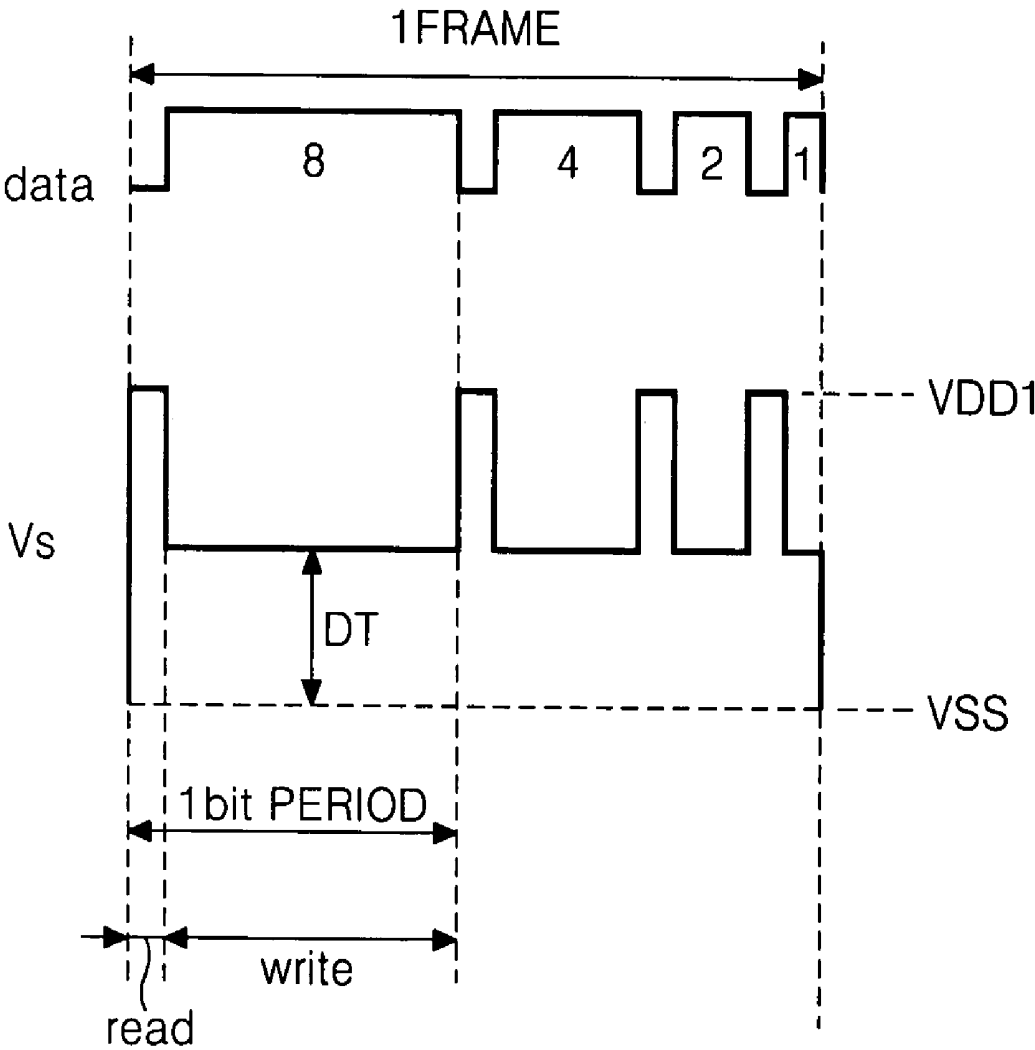 1FRAME
data
8
4
2
1
VDD1
Vs
DT
VSS
1bit PERIOD
write
read